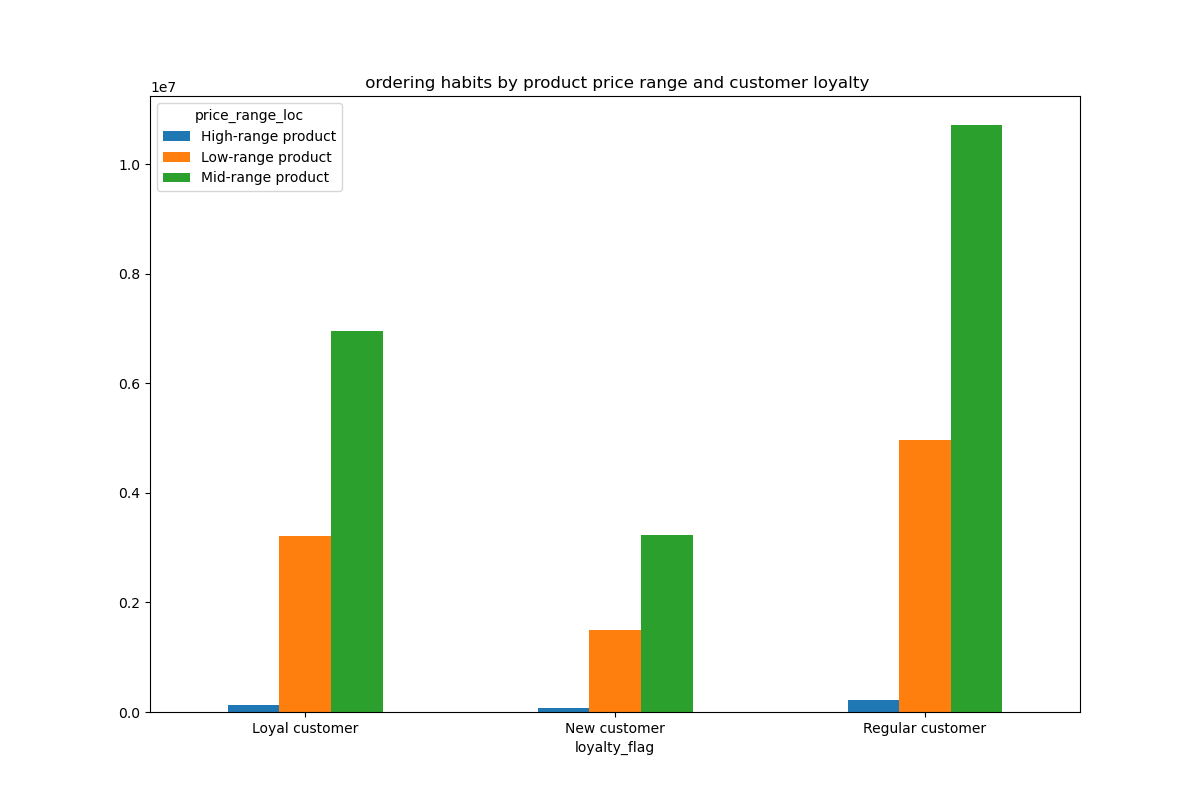 ordering habits by product price range and customer loyalty
1e7
price_range_loc
High-range product
Low-range product
Mid-range product
1.0
0.8
0.6
0.4
0.2
0.0
Loyal customer New customer Regular customer
loyalty_flag